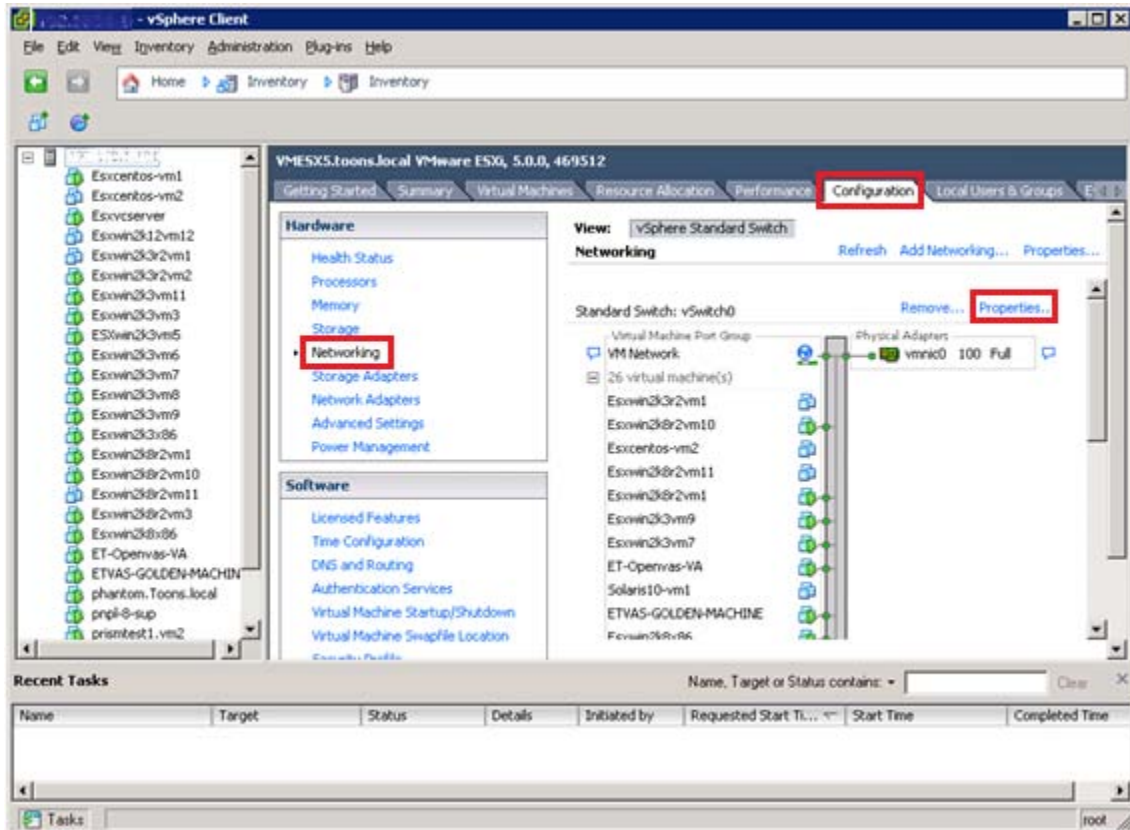 - vSphere Client
File Edit View Inventory Administration Plug-ins Help
Home Inventory Inventory
VMESX5.toons.local VMware ESXi, 5.0.0, 469512
Getting Started Summary Virtual Machines Resource Allocation Performance Configuration Local Users & Groups E
Esxcentos-vm1
Esxcentos-vm2
Esxvcserver
Esxwin2k12vm12
Esxwin2k3r2vm1
Esxwin2k3r2vm2
Esxwin2k3vm11
Esxwin2k3vm3
ESXwin2k3vm5
Esxwin2k3vm6
Esxwin2k3vm7
Esxwin2k3vm8
Esxwin2k3vm9
Esxwin2k3x86
Esxwin2k8r2vm1
Esxwin2k8r2vm10
Esxwin2k8r2vm11
Esxwin2k8r2vm3
Esxwin2k8x86
ET-Openvas-VA
ETVAS-GOLDEN-MACHIN
phantom.Toons.local
pnpl-8-sup
prismtest1.vm2
Hardware
Health Status
Processors
Memory
Storage
Networking
Storage Adapters
Network Adapters
Advanced Settings
Power Management
Software
Licensed Features
Time Configuration
DNS and Routing
Authentication Services
Virtual Machine Startup/Shutdown
Virtual Machine Swapfile Location
Security Profile
View: vSphere Standard Switch
Networking Refresh Add Networking... Properties...
Standard Switch: vSwitch0 Remove... Properties...
Virtual Machine Port Group Physical Adapters
VM Network vmnic0 100 Full
26 virtual machine(s)
Esxwin2k3r2vm1
Esxwin2k8r2vm10
Esxcentos-vm2
Esxwin2k8r2vm11
Esxwin2k8r2vm1
Esxwin2k3vm9
Esxwin2k3vm7
ET-Openvas-VA
Solaris10-vm1
ETVAS-GOLDEN-MACHINE
Esxwin2k8x86
Recent Tasks Name, Target or Status contains: Clear
Name Target Status Details Initiated by Requested Start Ti... Start Time Completed Time
Tasks root